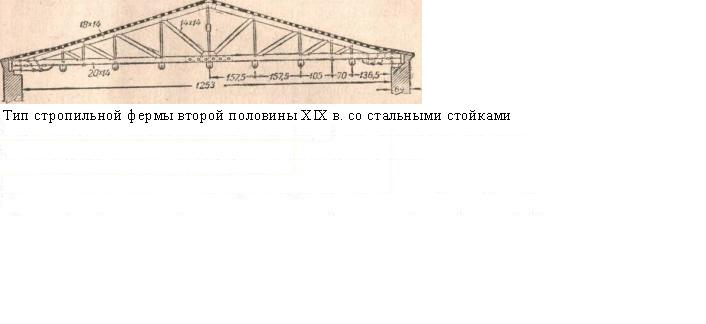 18×14
14×14
20×14
157,5 157,5 105 70 136,5
1253
Тип стропильной фермы второй половины XIX в. со стальными стойками